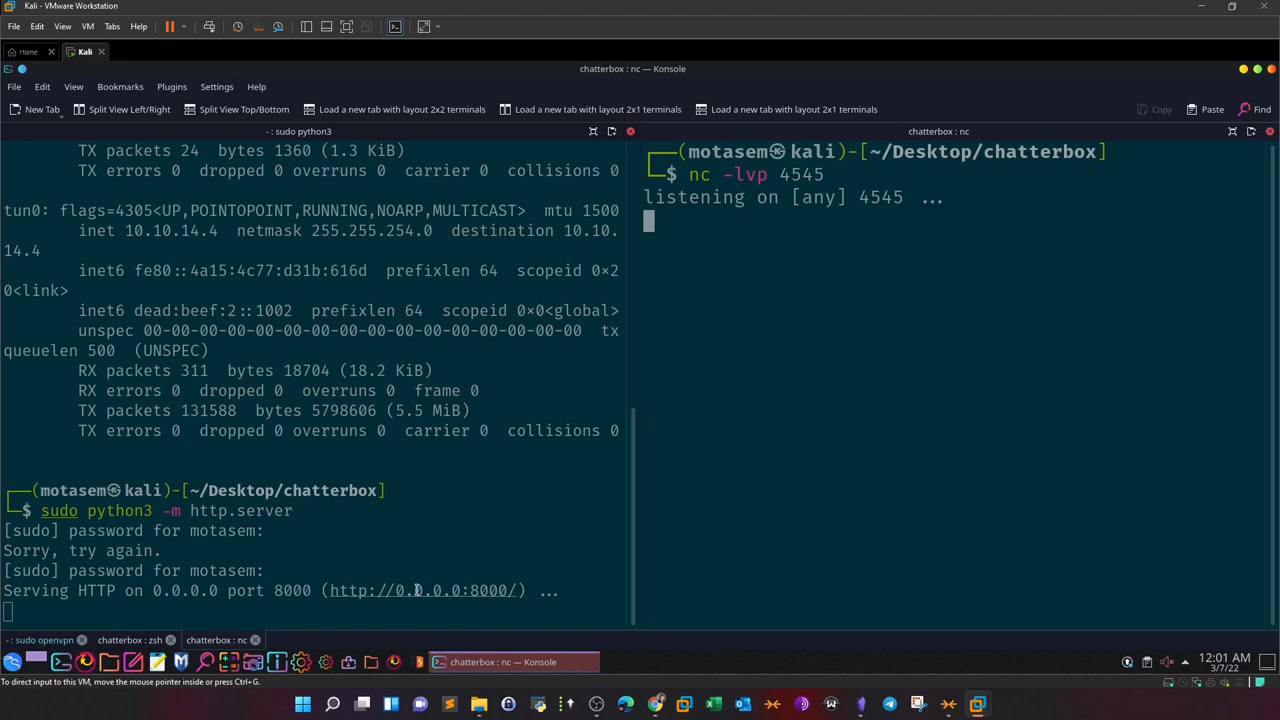 Kali - VMware Workstation
File Edit View VM Tabs Help
Home Kali
chatterbox : nc — Konsole
File Edit View Bookmarks Plugins Settings Help
New Tab Split View Left/Right Split View Top/Bottom Load a new tab with layout 2x2 terminals Load a new tab with layout 2x1 terminals Load a new tab with layout 2x1 terminals Copy Paste Find
~ : sudo python3
TX packets 24 bytes 1360 (1.3 KiB)
TX errors 0 dropped 0 overruns 0 carrier 0 collisions 0
tun0: flags=4305<UP,POINTOPOINT,RUNNING,NOARP,MULTICAST> mtu 1500
inet 10.10.14.4 netmask 255.255.254.0 destination 10.10.
14.4
inet6 fe80::4a15:4c77:d31b:616d prefixlen 64 scopeid 0×2
0<link>
inet6 dead:beef:2::1002 prefixlen 64 scopeid 0×0<global>
unspec 00-00-00-00-00-00-00-00-00-00-00-00-00-00-00-00 tx
queuelen 500 (UNSPEC)
RX packets 311 bytes 18704 (18.2 KiB)
RX errors 0 dropped 0 overruns 0 frame 0
TX packets 131588 bytes 5798606 (5.5 MiB)
TX errors 0 dropped 0 overruns 0 carrier 0 collisions 0
┌──(motasem㉿kali)-[~/Desktop/chatterbox]
└─$ sudo python3 -m http.server
[sudo] password for motasem:
Sorry, try again.
[sudo] password for motasem:
Serving HTTP on 0.0.0.0 port 8000 (http://0.0.0.0:8000/) ...
chatterbox : nc
┌──(motasem㉿kali)-[~/Desktop/chatterbox]
└─$ nc -lvp 4545
listening on [any] 4545 ...
~ : sudo openvpn chatterbox : zsh chatterbox : nc
chatterbox : nc — Konsole
12:01 AM
3/7/22
To direct input to this VM, move the mouse pointer inside or press Ctrl+G.